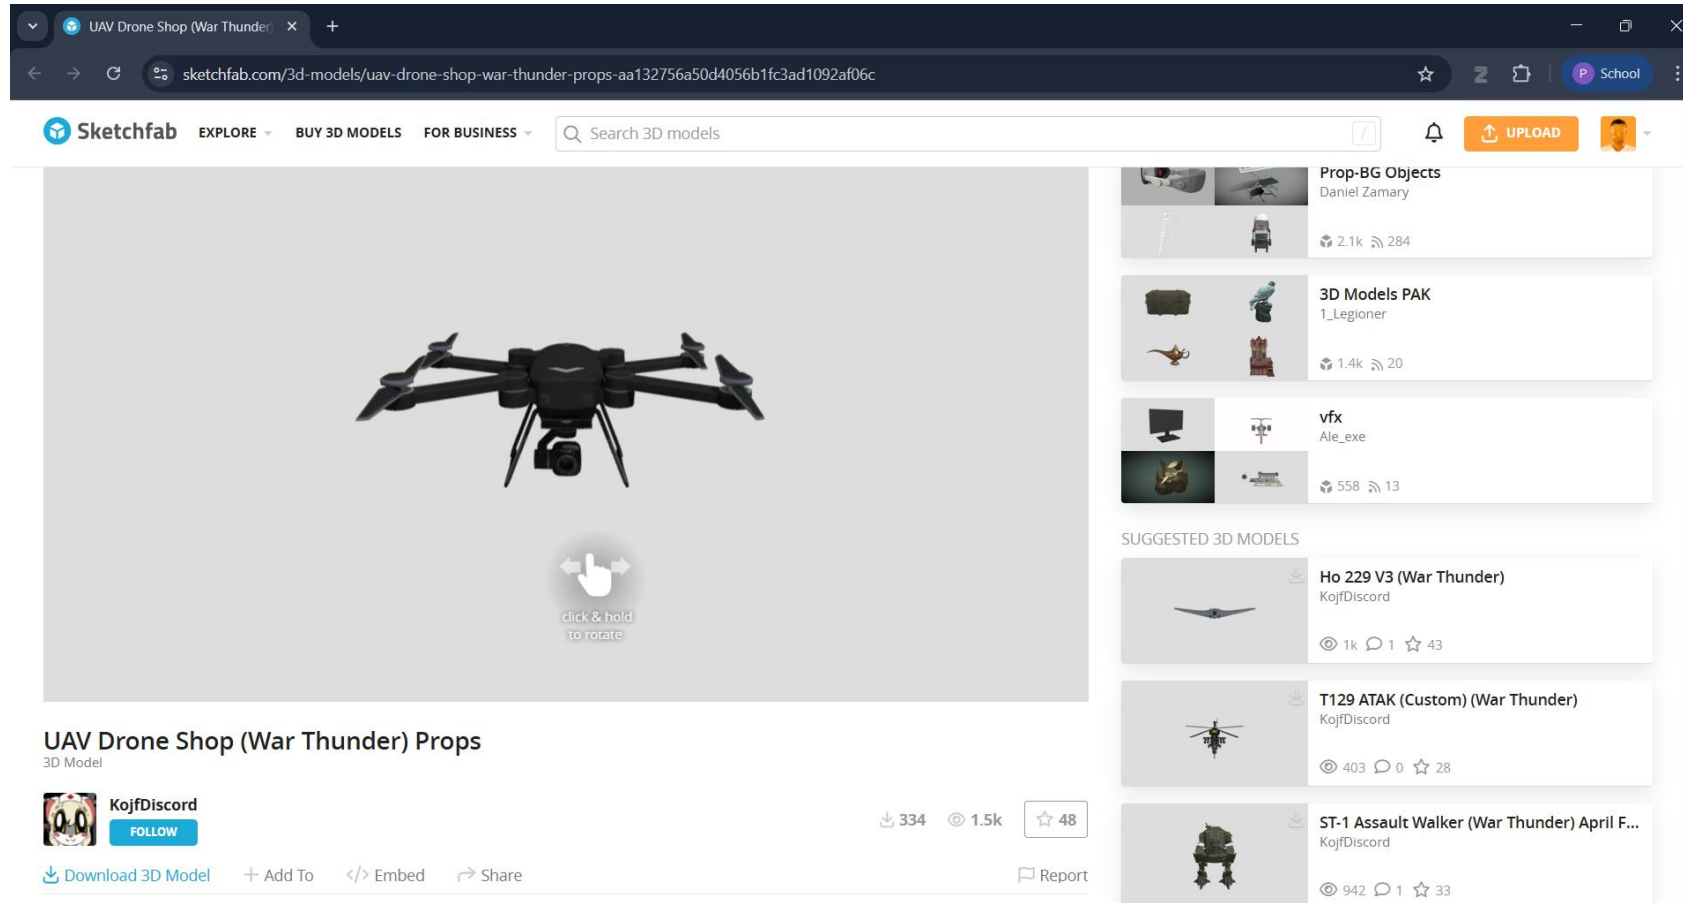 UAV Drone Shop (War Thunder)
sketchfab.com/3d-models/uav-drone-shop-war-thunder-props-aa132756a50d4056b1fc3ad1092af06c
P School
Sketchfab EXPLORE BUY 3D MODELS FOR BUSINESS Search 3D models / UPLOAD
click & hold
to rotate
UAV Drone Shop (War Thunder) Props
3D Model
KojfDiscord
FOLLOW
334 1.5k 48
Download 3D Model Add To Embed Share Report
Prop-BG Objects
Daniel Zamary
2.1k 284
3D Models PAK
1_Legioner
1.4k 20
vfx
Ale_exe
558 13
SUGGESTED 3D MODELS
Ho 229 V3 (War Thunder)
KojfDiscord
1k 1 43
T129 ATAK (Custom) (War Thunder)
KojfDiscord
403 0 28
ST-1 Assault Walker (War Thunder) April F...
KojfDiscord
942 1 33